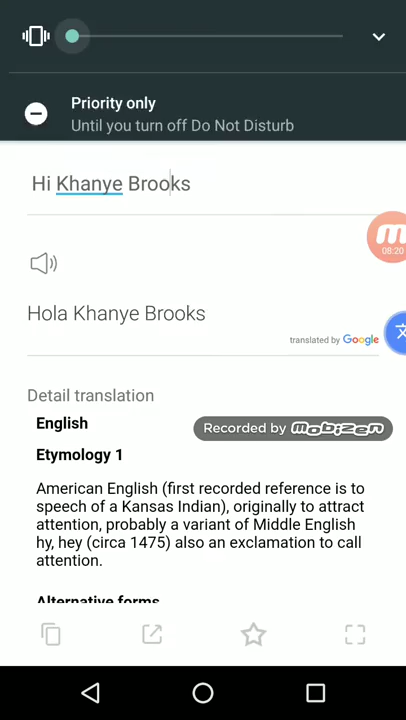 Priority only
Until you turn off Do Not Disturb
Hi Khanye Brooks
08:20
Hola Khanye Brooks
translated by Google
Detail translation
English
Recorded by mobizen
Etymology 1
American English (first recorded reference is to
speech of a Kansas Indian), originally to attract
attention, probably a variant of Middle English
hy, hey (circa 1475) also an exclamation to call
attention.
Alternative forms